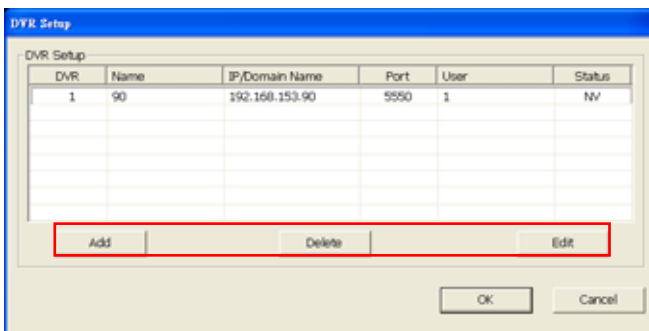 DVR Setup
DVR Setup
DVR Name IP/Domain Name Port User Status
1 90 192.168.153.90 5550 1 NV
Add Delete Edit
OK Cancel